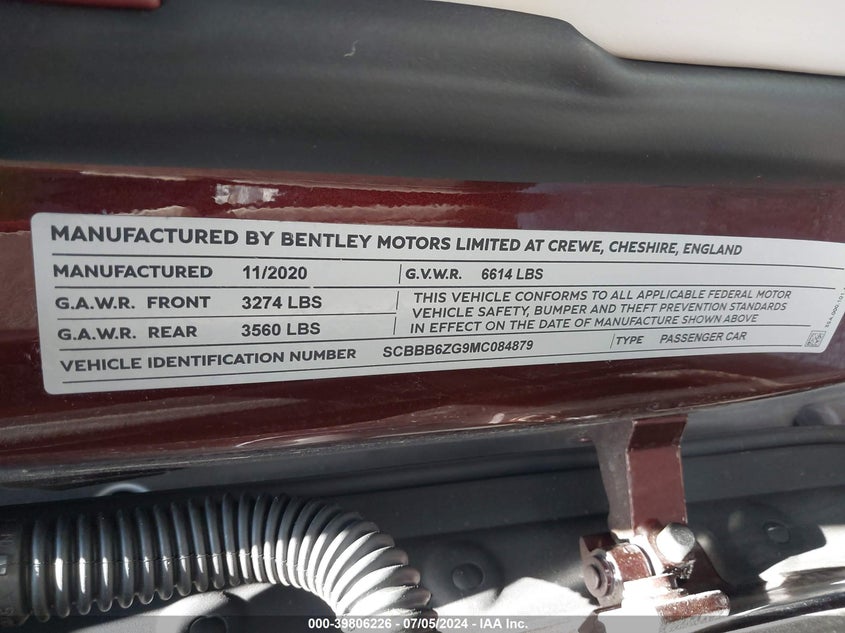 MANUFACTURED BY BENTLEY MOTORS LIMITED AT CREWE, CHESHIRE, ENGLAND
MANUFACTURED 11/2020 G.V.W.R. 6614 LBS
G.A.W.R. FRONT 3274 LBS
G.A.W.R. REAR 3560 LBS
THIS VEHICLE CONFORMS TO ALL APPLICABLE FEDERAL MOTOR
VEHICLE SAFETY, BUMPER AND THEFT PREVENTION STANDARDS
IN EFFECT ON THE DATE OF MANUFACTURE SHOWN ABOVE
VEHICLE IDENTIFICATION NUMBER SCBBB6ZG9MC084879 TYPE PASSENGER CAR
000-39806226 - 07/05/2024 - IAA Inc.